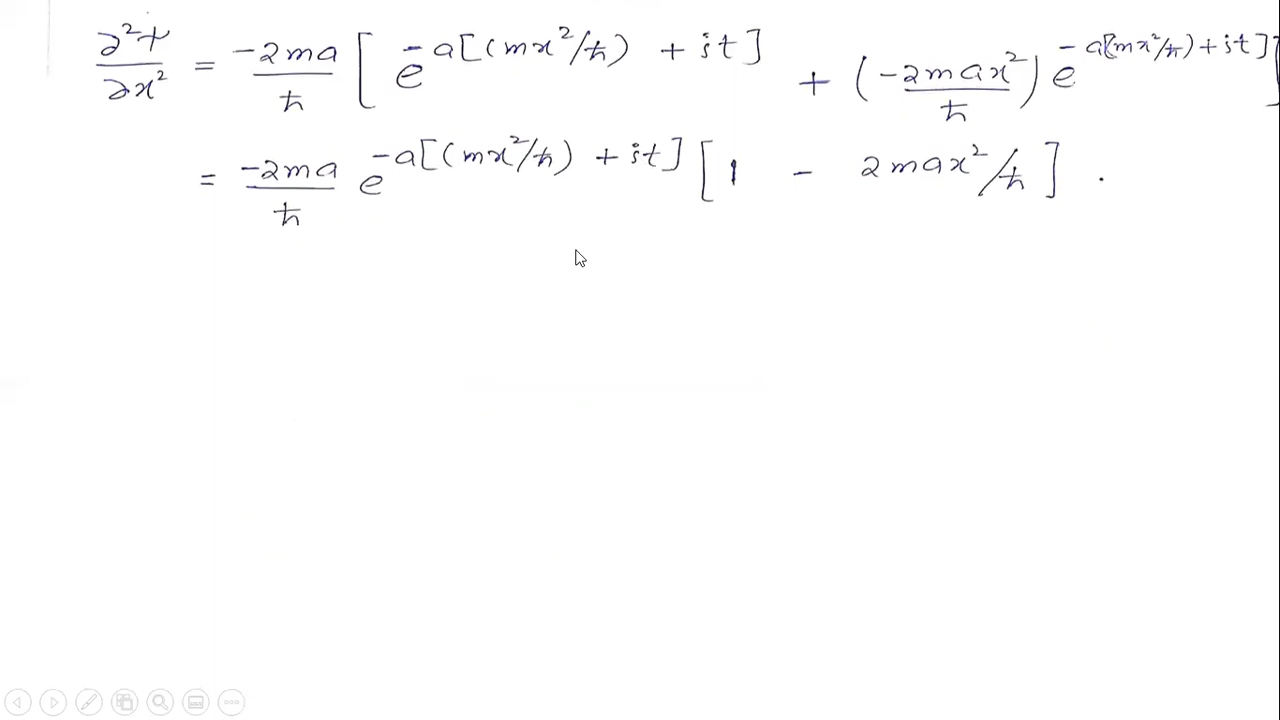 ∂²ψ/∂x² = -2ma/ħ [ e^{-a[(mx²/ħ) + it]} + (-2max²/ħ) e^{-a[(mx²/ħ) + it]} ]
= -2ma/ħ e^{-a[(mx²/ħ) + it]} [ 1 - 2max²/ħ ] .